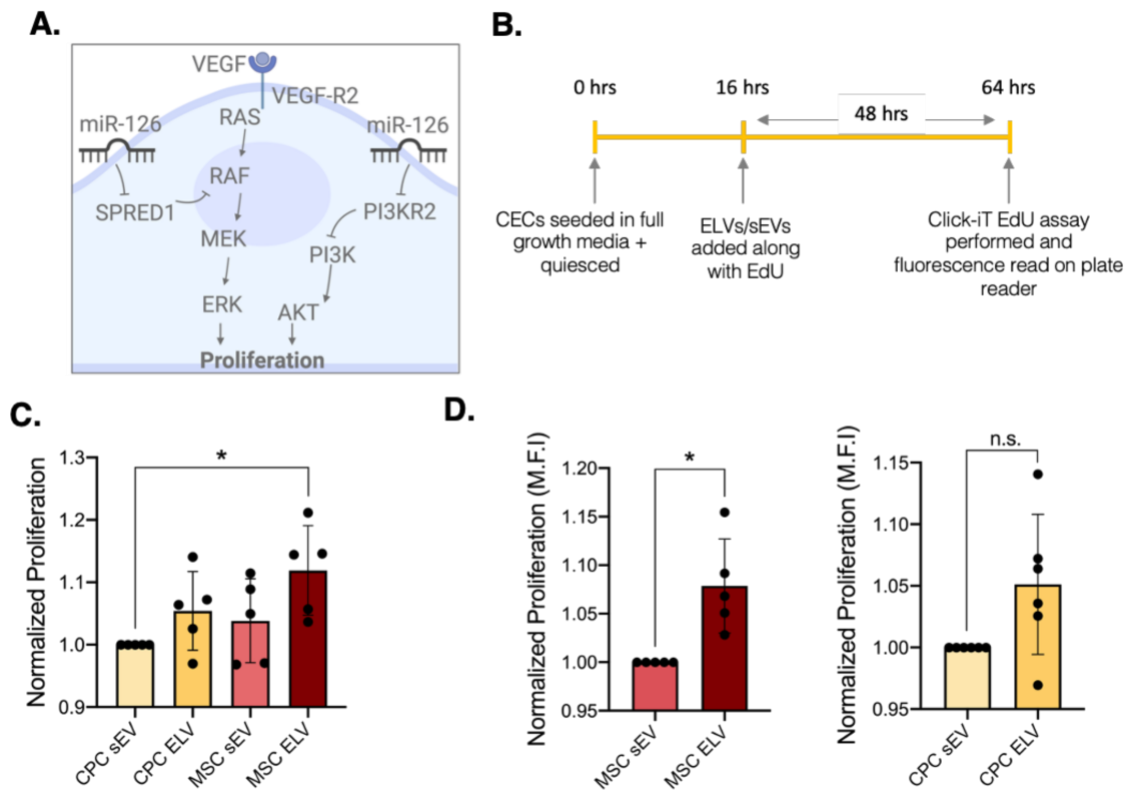 A.
VEGF
VEGF-R2
miR-126
RAS
miR-126
RAF
SPRED1
PI3KR2
MEK
PI3K
ERK
AKT
Proliferation
B.
0 hrs
16 hrs
64 hrs
48 hrs
CECs seeded in full
growth media +
quiesced
ELVs/sEVs
added along
with EdU
Click-iT EdU assay
performed and
fluorescence read on plate
reader
C.
Normalized Proliferation
1.3
1.2
1.1
1.0
0.9
*
CPC sEV
CPC ELV
MSC sEV
MSC ELV
D.
Normalized Proliferation (M.F.I)
1.20
1.15
1.10
1.05
1.00
0.95
*
MSC sEV
MSC ELV
Normalized Proliferation (M.F.I)
1.15
1.10
1.05
1.00
0.95
n.s.
CPC sEV
CPC ELV